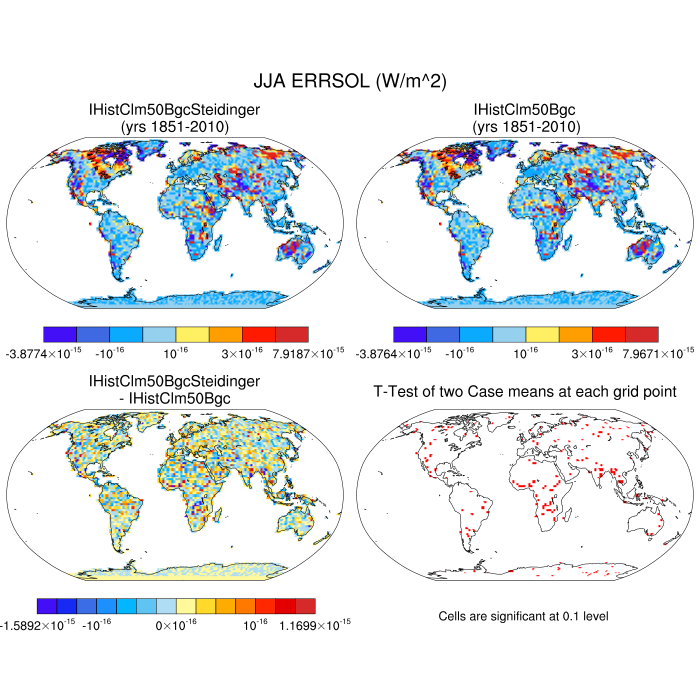 JJA ERRSOL (W/m^2)
IHistClm50BgcSteidinger
(yrs 1851-2010)
IHistClm50Bgc
(yrs 1851-2010)
-3.8774×10⁻¹⁵ -10⁻¹⁶ 10⁻¹⁶ 3×10⁻¹⁶ 7.9187×10⁻¹⁵
-3.8764×10⁻¹⁵ -10⁻¹⁶ 10⁻¹⁶ 3×10⁻¹⁶ 7.9671×10⁻¹⁵
IHistClm50BgcSteidinger
- IHistClm50Bgc
T-Test of two Case means at each grid point
-1.5892×10⁻¹⁵ -10⁻¹⁶ 0×10⁻¹⁶ 10⁻¹⁶ 1.1699×10⁻¹⁵
Cells are significant at 0.1 level